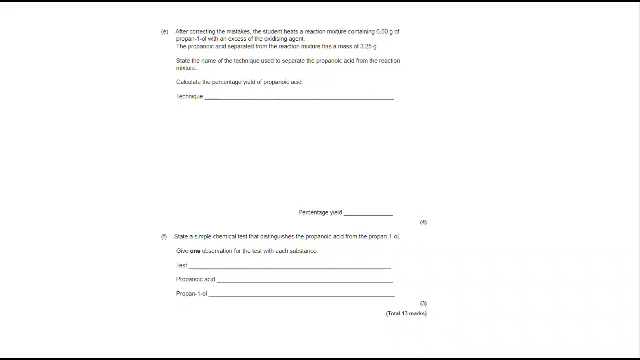 (e) After correcting the mistakes, the student heats a reaction mixture containing 6.50 g of
propan-1-ol with an excess of the oxidising agent.
The propanoic acid separated from the reaction mixture has a mass of 3.25 g
State the name of the technique used to separate the propanoic acid from the reaction
mixture.
Calculate the percentage yield of propanoic acid.
Technique
Percentage yield
(4)
(f) State a simple chemical test that distinguishes the propanoic acid from the propan-1-ol.
Give one observation for the test with each substance.
Test
Propanoic acid
Propan-1-ol
(3)
(Total 13 marks)